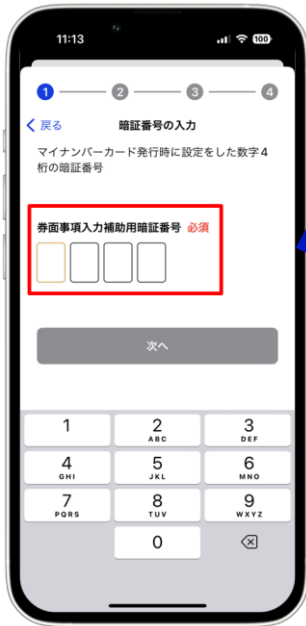 11:13
100
1 2 3 4
戻る 暗証番号の入力
マイナンバーカード発行時に設定をした数字4
桁の暗証番号
券面事項入力補助用暗証番号 必須
次へ
1 2 3
ABC DEF
4 5 6
GHI JKL MNO
7 8 9
PQRS TUV WXYZ
0